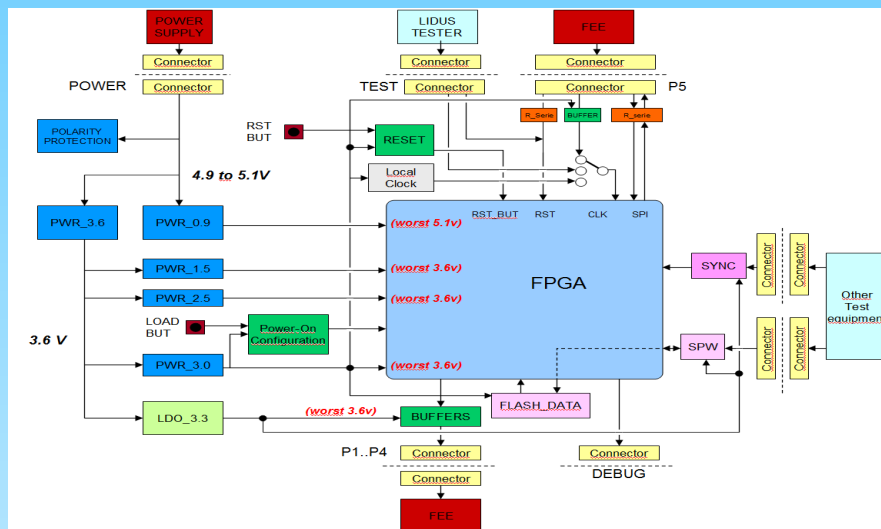 POWER
SUPPLY
LIDUS
TESTER
FEE
Connector
Connector
Connector
POWER
Connector
TEST
Connector
Connector
P5
R_Serie
BUFFER
R_serie
RST
BUT
RESET
POLARITY
PROTECTION
4.9 to 5.1V
Local
Clock
PWR_3.6
PWR_0.9
(worst 5.1v)
RST_BUT
RST
CLK
SPI
FPGA
PWR_1.5
(worst 3.6v)
PWR_2.5
(worst 3.6v)
SYNC
Connector
Connector
Other
Test
equipment
LOAD
BUT
Power-On
Configuration
3.6 V
SPW
Connector
Connector
PWR_3.0
(worst 3.6v)
LDO_3.3
(worst 3.6v)
BUFFERS
FLASH_DATA
P1..P4
Connector
Connector
DEBUG
Connector
FEE